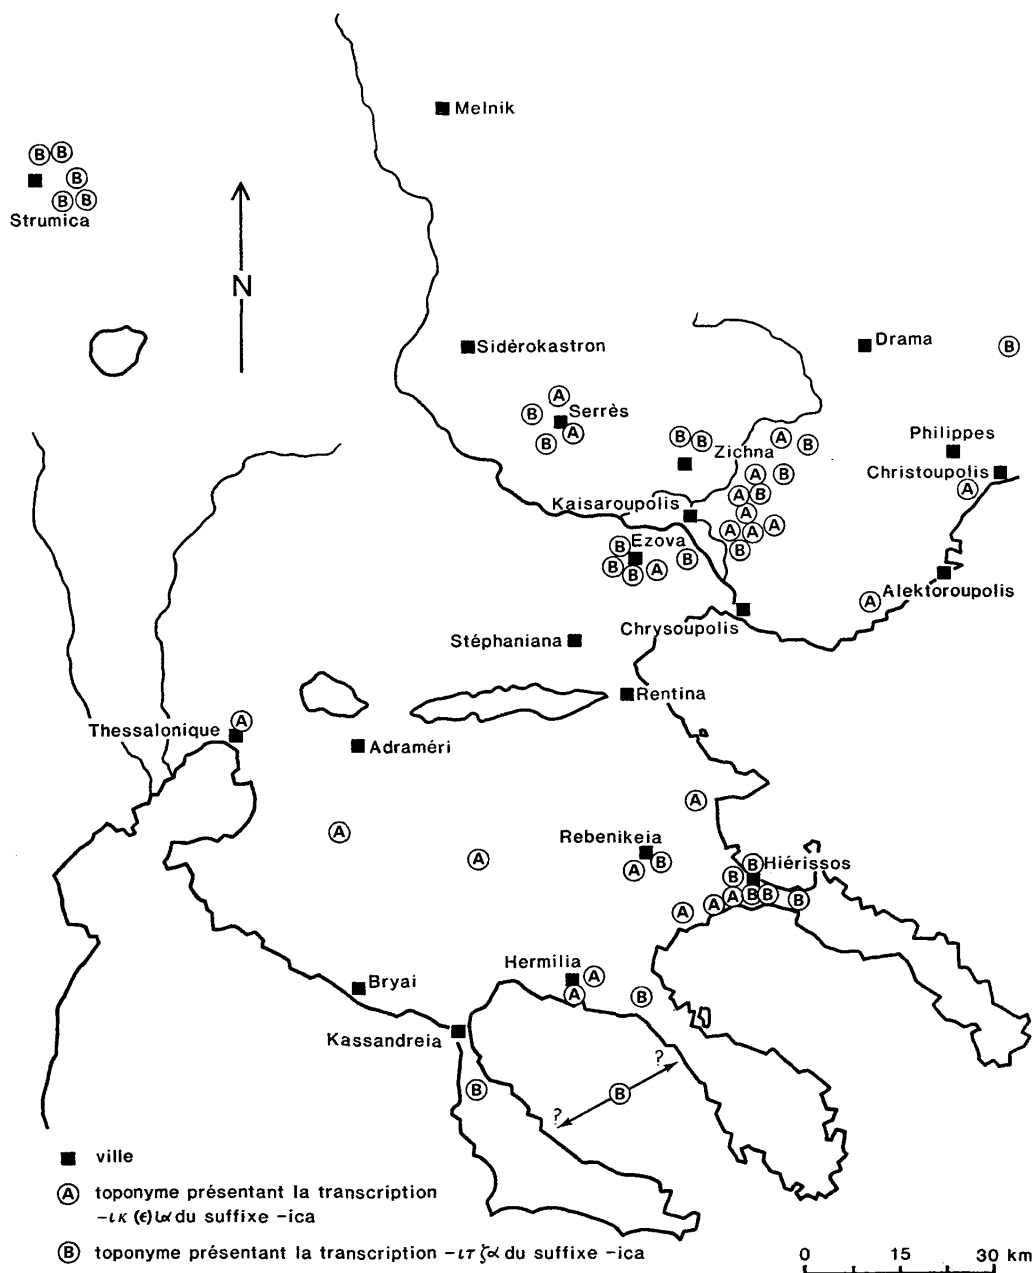 Melnik
B B
B
B B
Strumica
N
Sidèrokastron
Drama
B
A
B
Serrès
A
B
B B
Zichna
A
B
Philippes
Christoupolis
A
A B
A B
Kaisaroupolis
A
A A A
B
Ezova
B
B
B
B
A
B
A
Alektoroupolis
Chrysoupolis
Stéphaniana
Rentina
Thessalonique
A
Adraméri
A
A
A
Rebenikeia
A
B
Hiérissos
B
B
A A A B B B
Hermilia
A
A
B
Bryai
Kassandreia
B
?
B
?
ville
A toponyme présentant la transcription
-ικ(ε)ια du suffixe -ica
B toponyme présentant la transcription -ιτζα du suffixe -ica
0 15 30 km